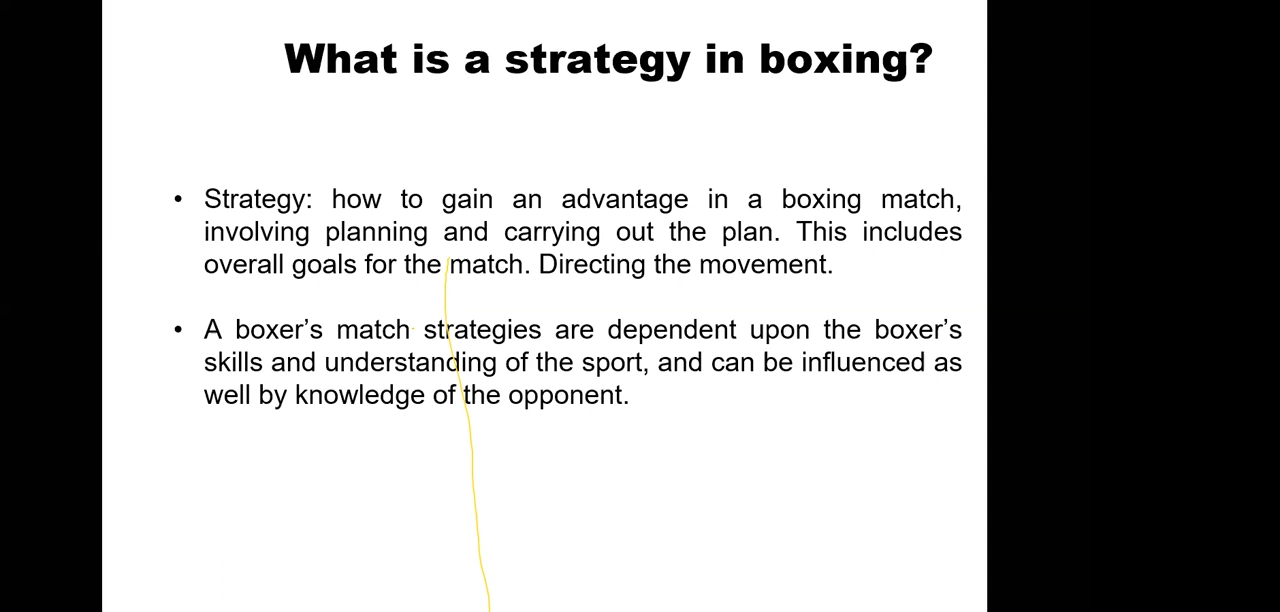 What is a strategy in boxing?
• Strategy: how to gain an advantage in a boxing match,
involving planning and carrying out the plan. This includes
overall goals for the match. Directing the movement.
• A boxer’s match strategies are dependent upon the boxer’s
skills and understanding of the sport, and can be influenced as
well by knowledge of the opponent.